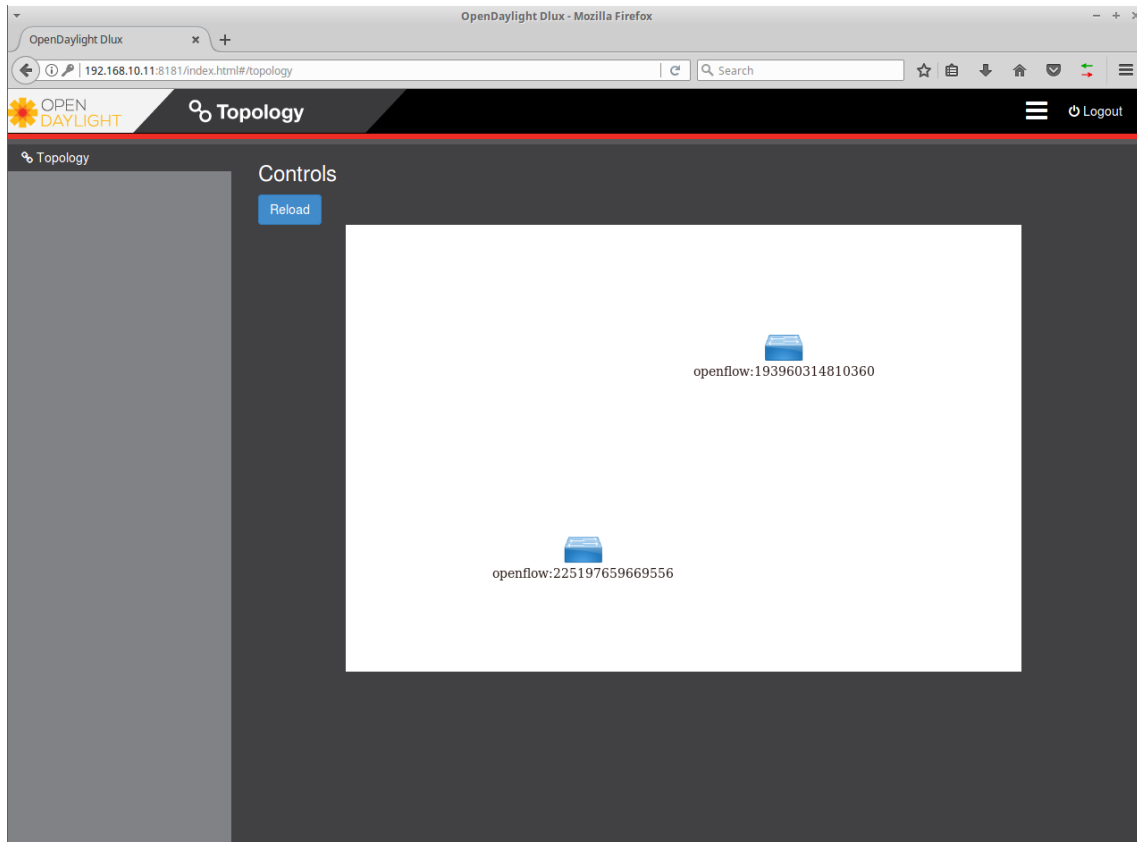 OpenDaylight Dlux - Mozilla Firefox
OpenDaylight Dlux
192.168.10.11:8181/index.html#/topology
Search
OPEN
DAYLIGHT
Topology
Logout
Topology
Controls
Reload
openflow:193960314810360
openflow:225197659669556